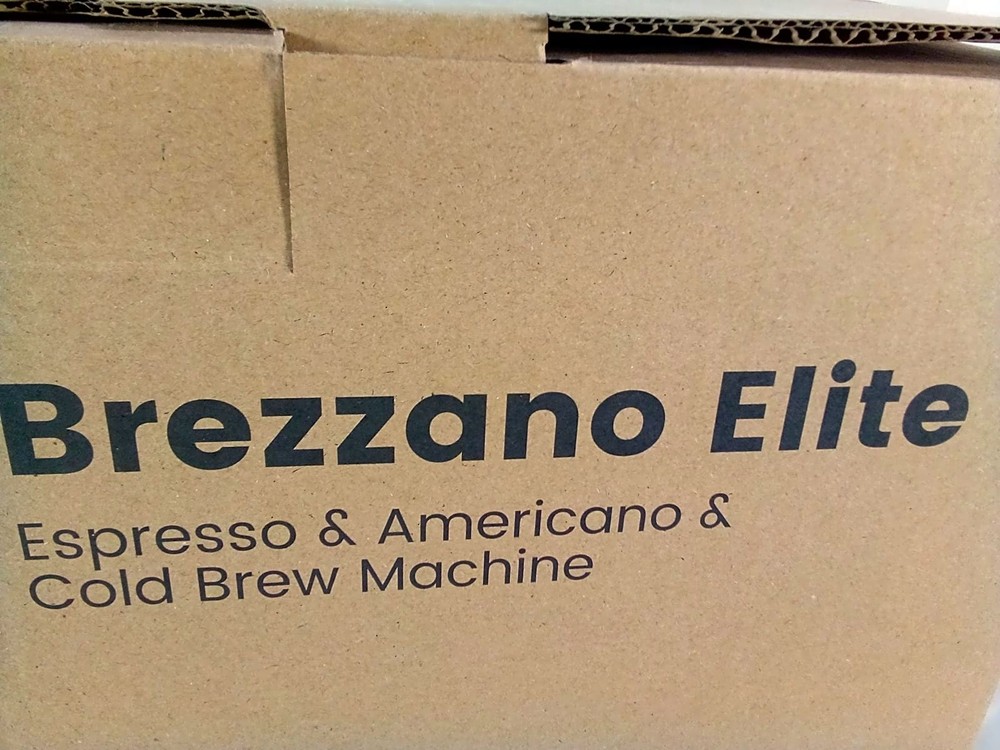 Brezzano Elite
Espresso & Americano &
Cold Brew Machine